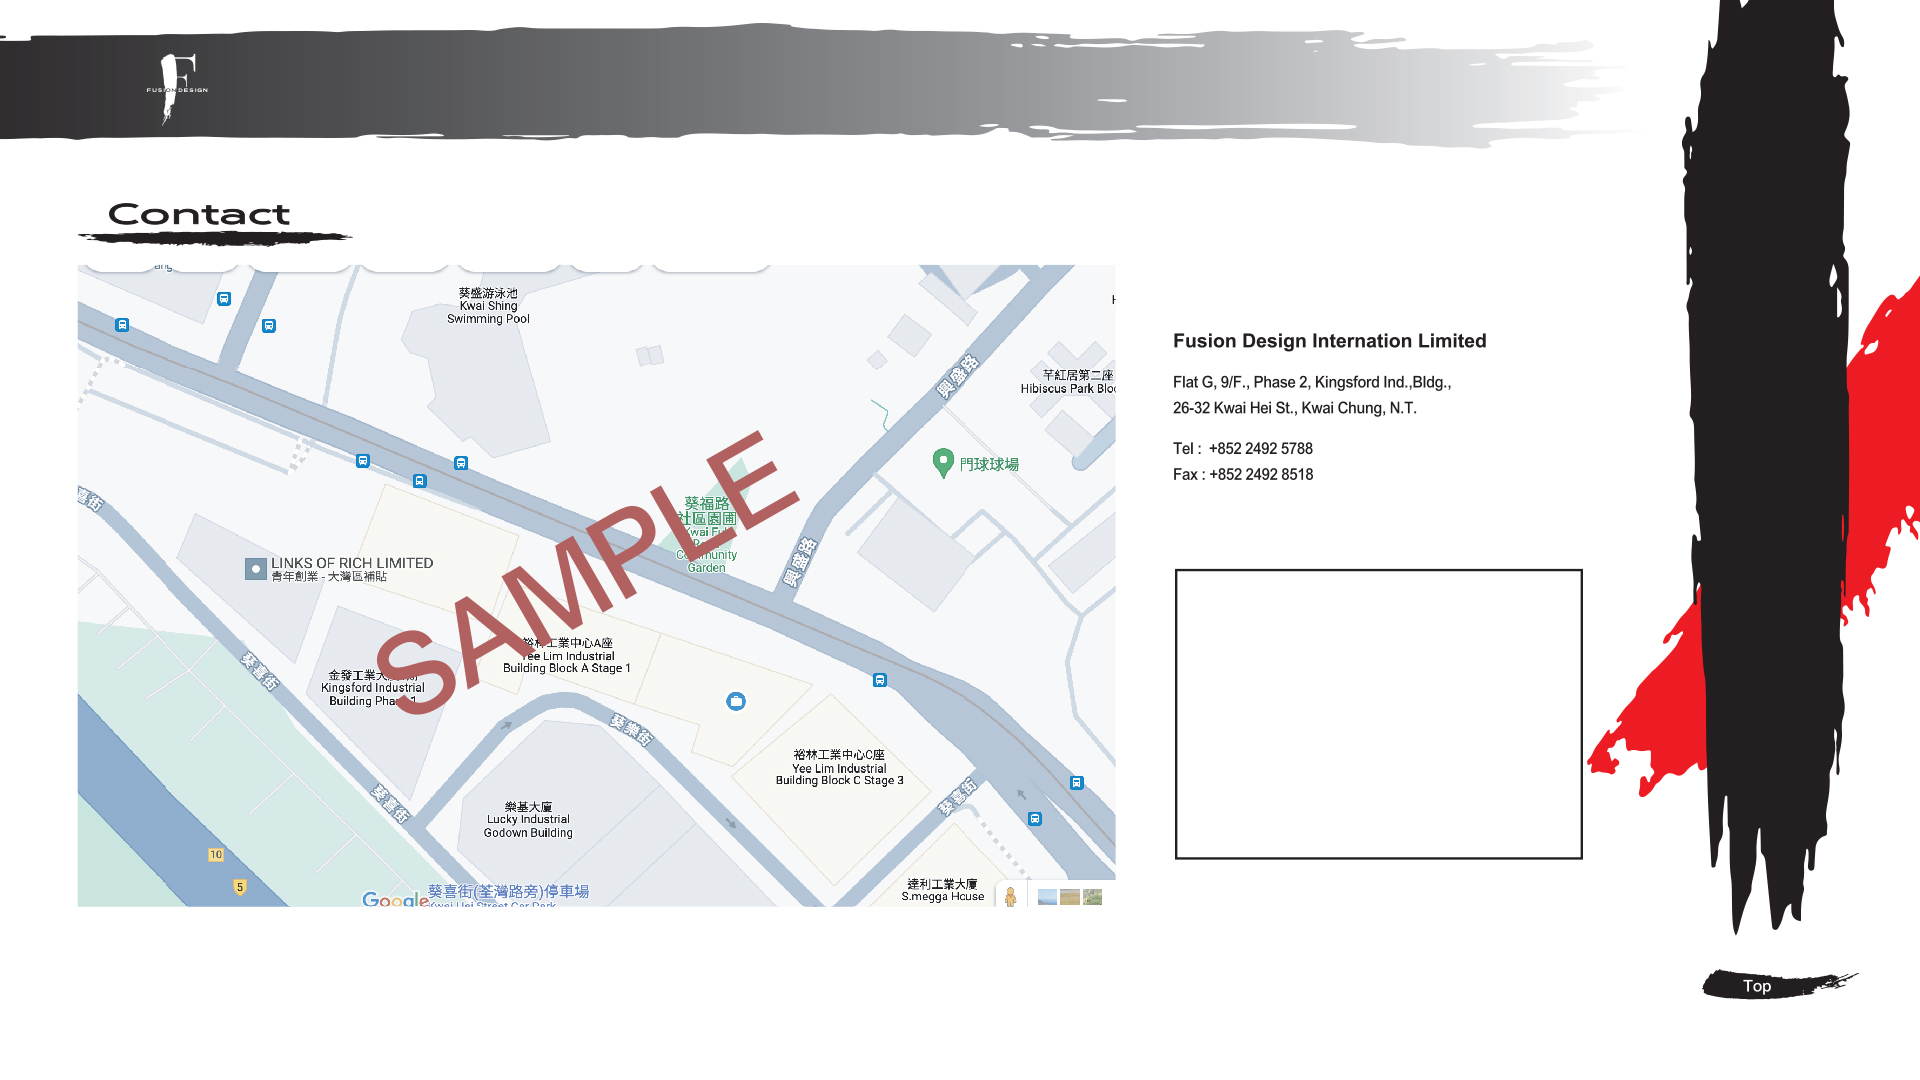 F
FUSION DESIGN
Contact
葵盛游泳池
Kwai Shing
Swimming Pool
興盛路
芊紅居第二座
Hibiscus Park Bloc
門球球場
葵福路
社區園圃
Kwai Fuk
Community
Garden
興盛路
喜街
LINKS OF RICH LIMITED
青年創業 - 大灣區補貼
SAMPLE
裕林工業中心A座
Yee Lim Industrial
Building Block A Stage 1
葵喜街
金發工業大
Kingsford Industrial
Building Phase 1
葵樂街
裕林工業中心C座
Yee Lim Industrial
Building Block C Stage 3
葵喜街
葵喜街
樂基大廈
Lucky Industrial
Godown Building
10
5
Google
葵喜街(荃灣路旁)停車場
Kwai Hei Street Car Park
達利工業大廈
S.megga House
Fusion Design Internation Limited
Flat G, 9/F., Phase 2, Kingsford Ind.,Bldg.,
26-32 Kwai Hei St., Kwai Chung, N.T.
Tel : +852 2492 5788
Fax : +852 2492 8518
Top